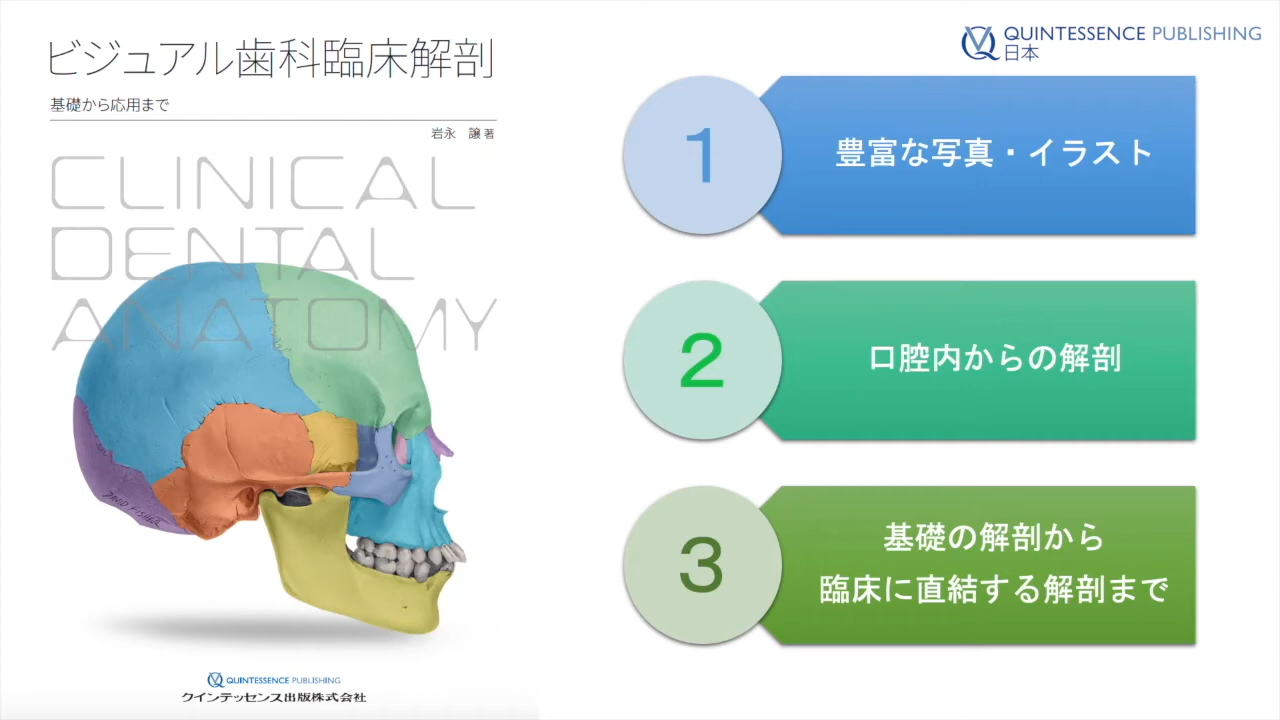 ビジュアル歯科臨床解剖
基礎から応用まで
岩永 譲 著
CLINICAL
DENTAL
ANATOMY
DAVID FISHER
QUINTESSENCE PUBLISHING
クインテッセンス出版株式会社
QUINTESSENCE PUBLISHING
日本
1
豊富な写真・イラスト
2
口腔内からの解剖
3
基礎の解剖から
臨床に直結する解剖まで